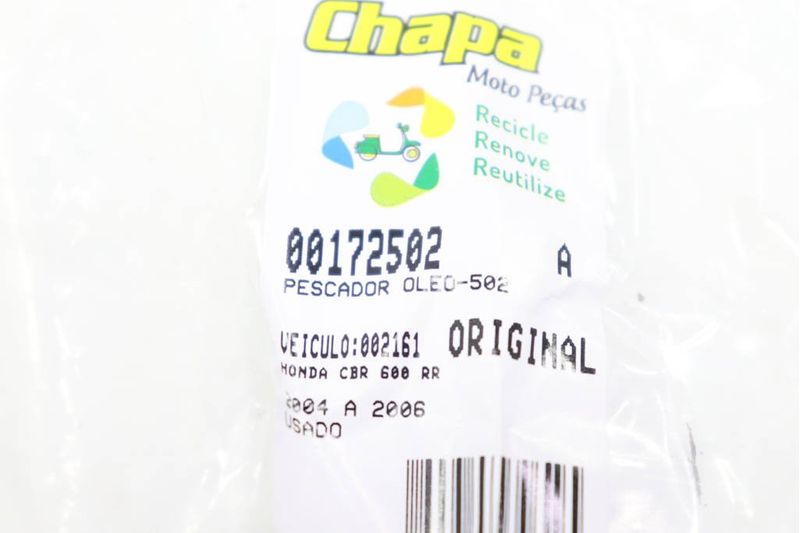 Chapa
Moto Peças
Recicle
Renove
Reutilize
00172502 A
PESCADOR OLEO-502
VEICULO:002161 ORIGINAL
HONDA CBR 600 RR
2004 A 2006
USADO